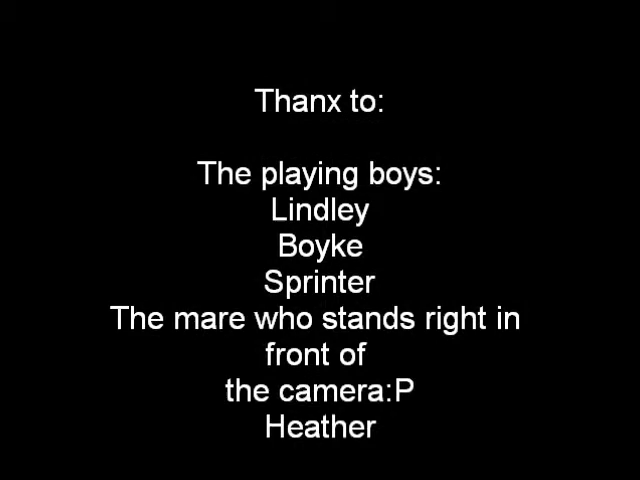 Thanx to:
The playing boys:
Lindley
Boyke
Sprinter
The mare who stands right in
front of
the camera:P
Heather